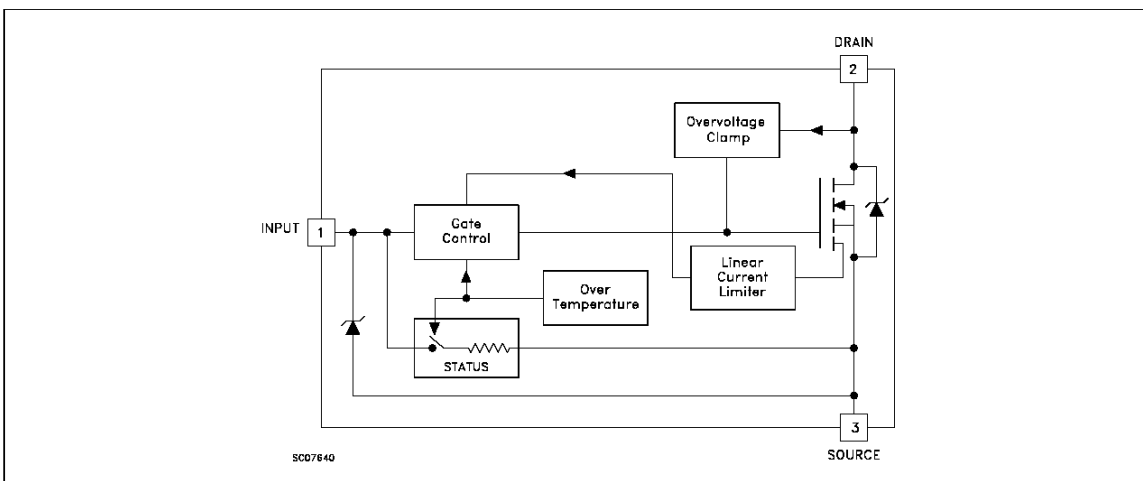 DRAIN
2
Overvoltage
Clamp
INPUT
1
Gate
Control
Linear
Current
Limiter
Over
Temperature
STATUS
3
SC07640
SOURCE